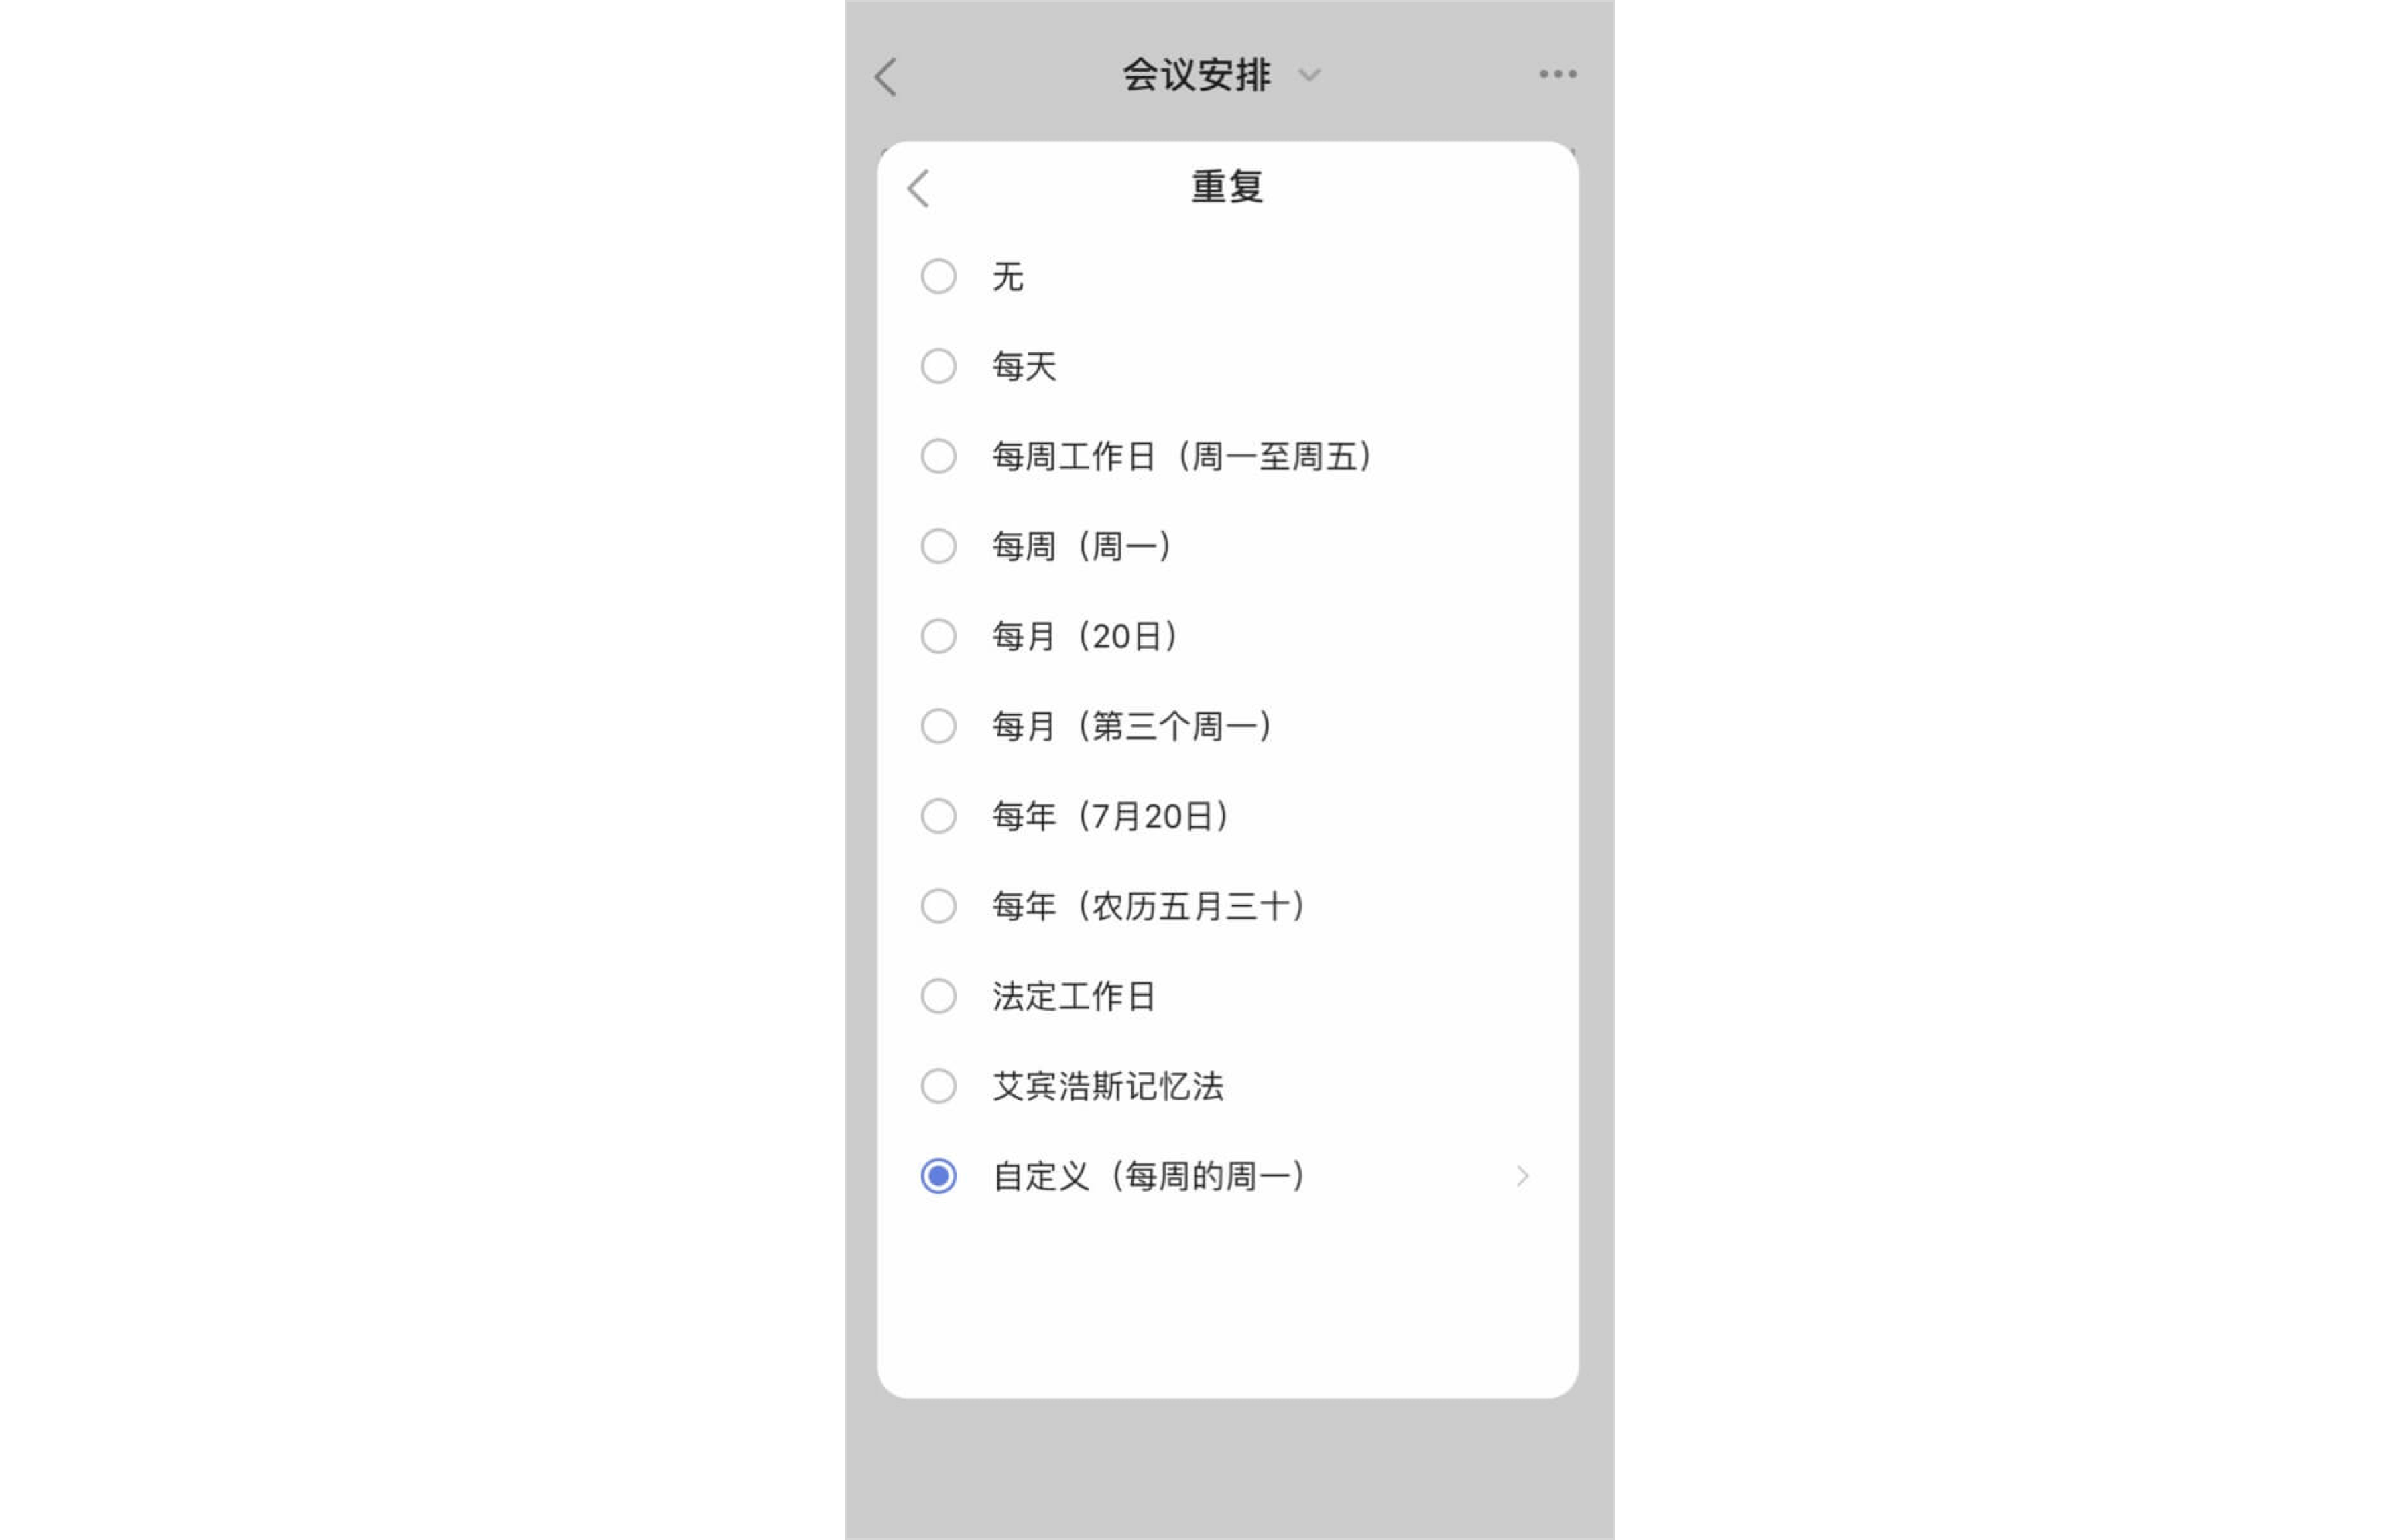 会议安排
重复
无
每天
每周工作日（周一至周五）
每周（周一）
每月（20日）
每月（第三个周一）
每年（7月20日）
每年（农历五月三十）
法定工作日
艾宾浩斯记忆法
自定义（每周的周一）